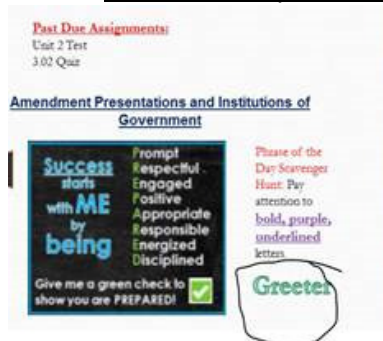 Past Due Assignments:
Unit 2 Test
3.02 Quiz
Amendment Presentations and Institutions of
Government
Success
starts
with ME
by
being
Prompt
Respectful
Engaged
Positive
Appropriate
Responsible
Energized
Disciplined
Give me a green check to
show you are PREPARED!
Phrase of the
Day Scavenger
Hunt: Pay
attention to
bold, purple,
underlined
letters.
Greeter